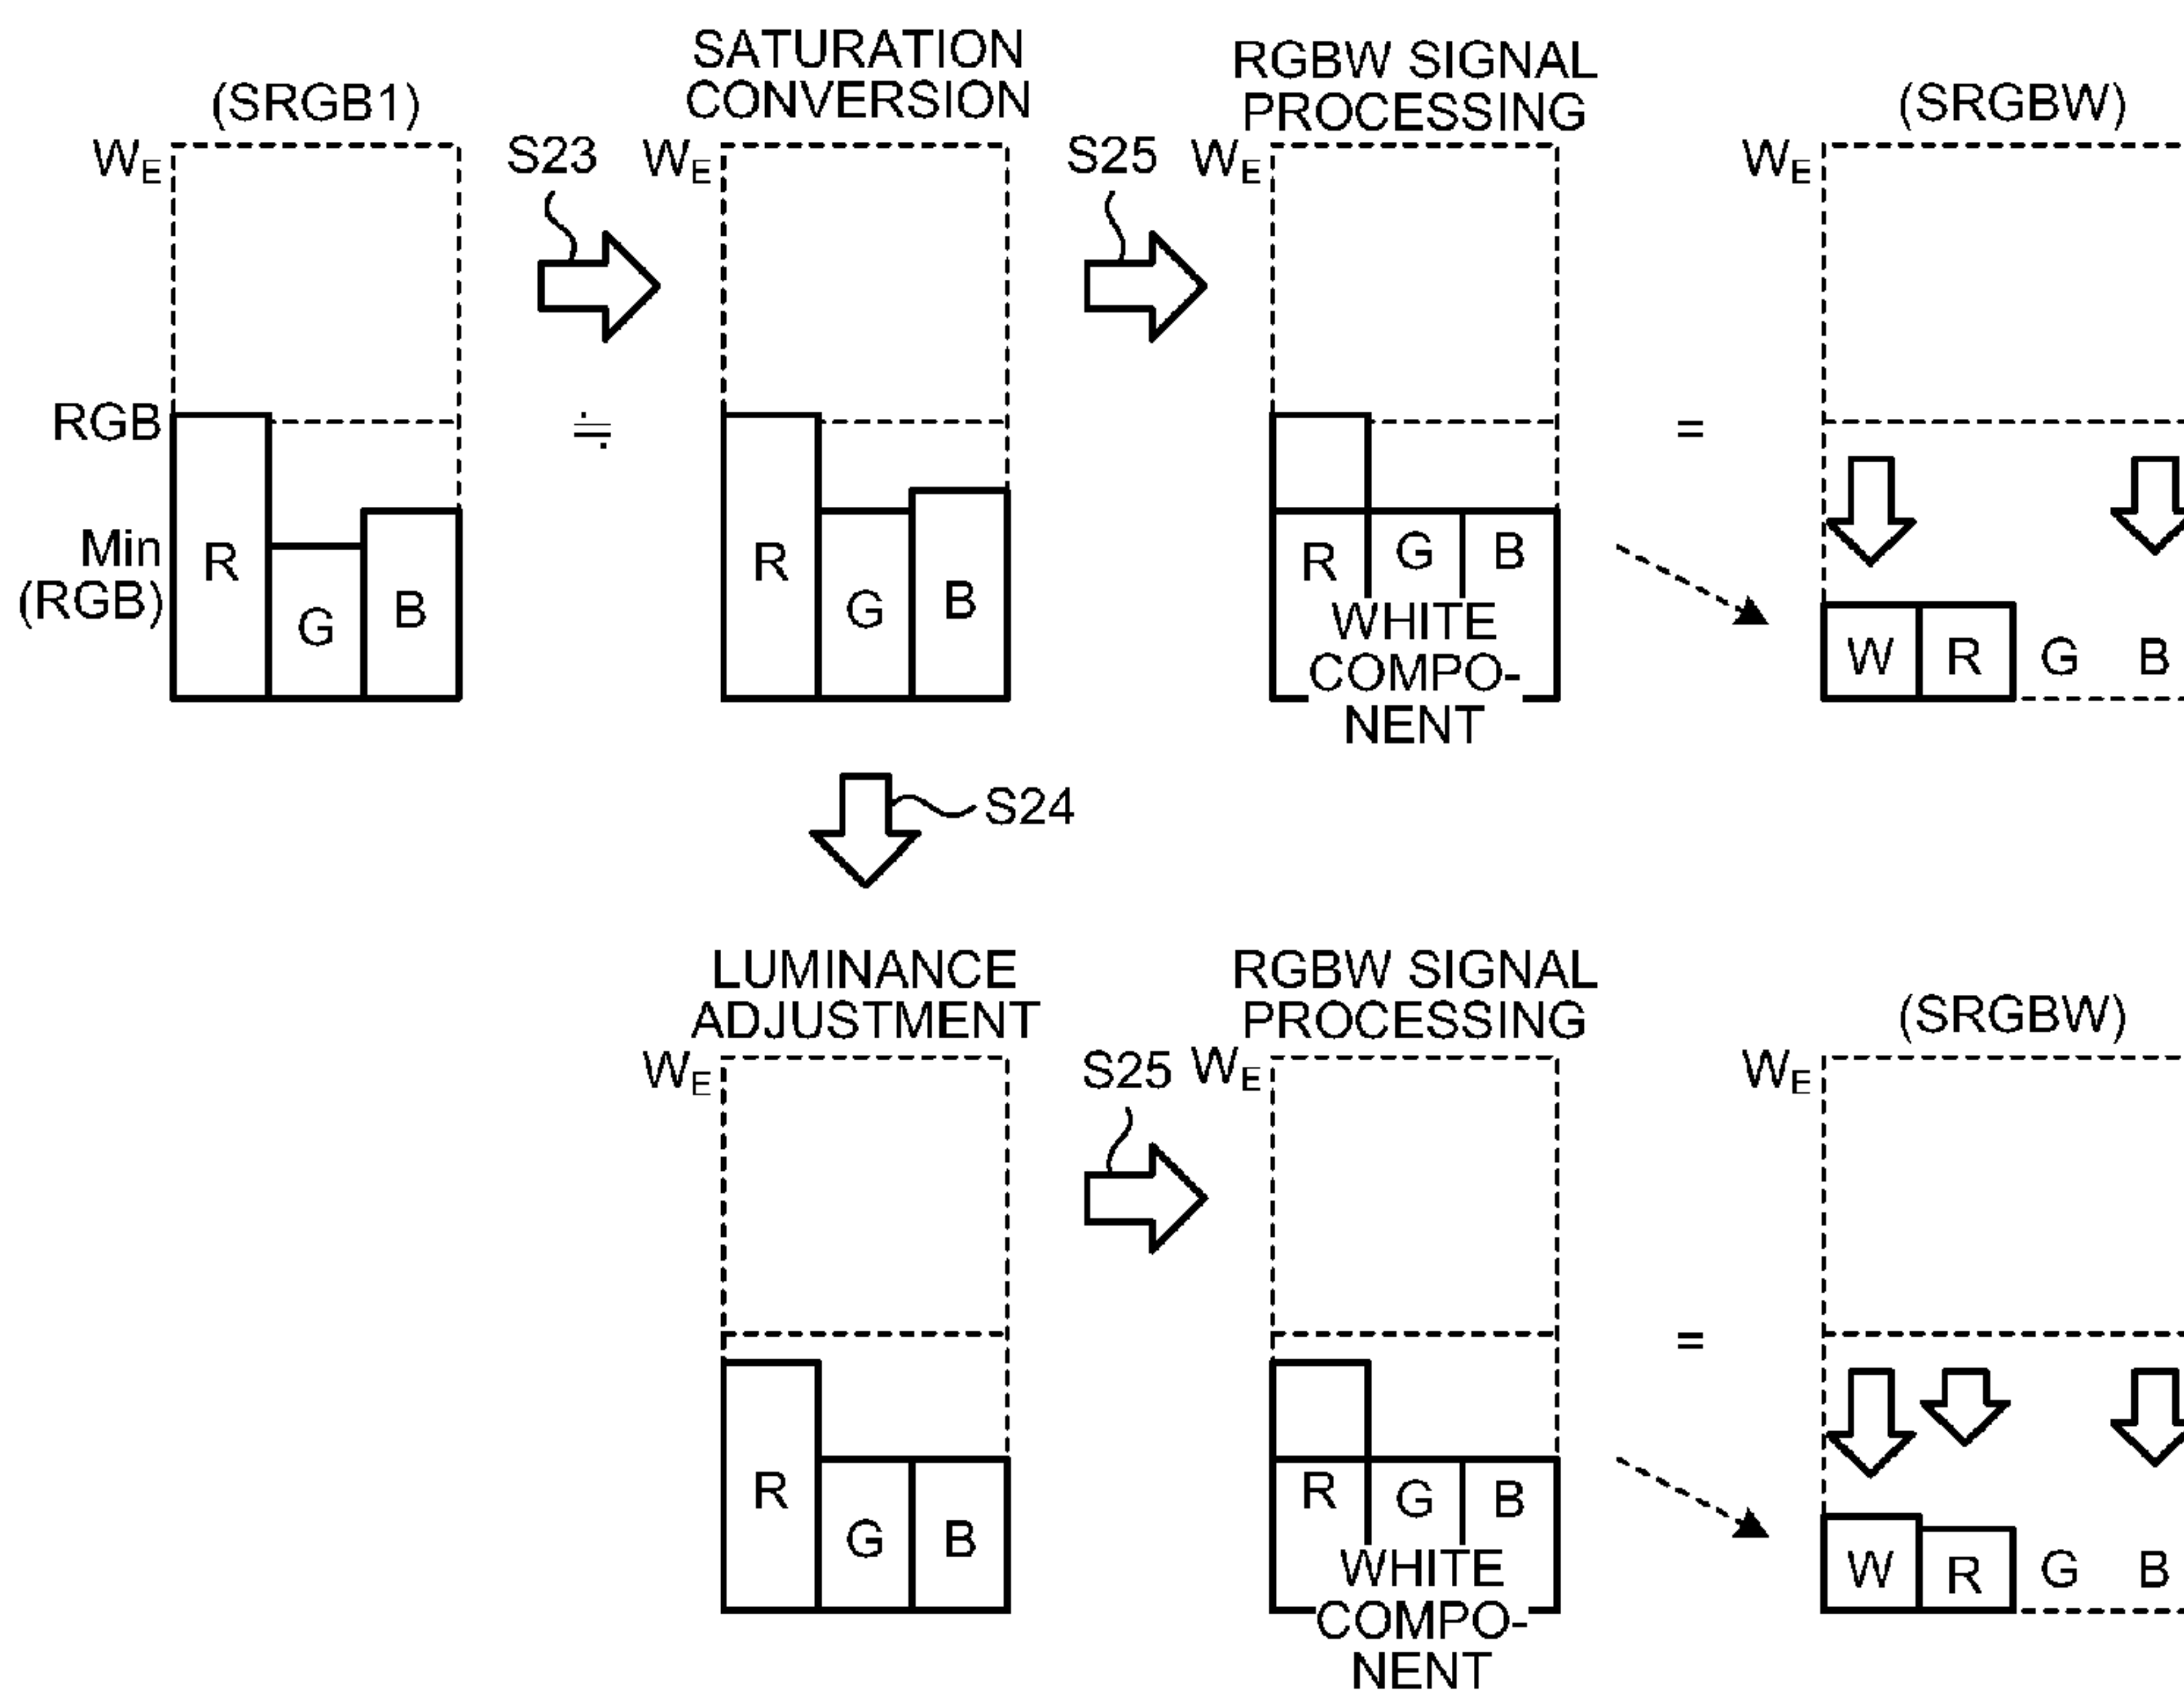 (SRGB1)
SATURATION
CONVERSION
RGBW SIGNAL
PROCESSING
(SRGBW)
WE
S23
WE
S25
WE
WE
RGB
≒
=
Min
(RGB)
R
G
B
R
G
B
R
G
B
WHITE
COMPO-
NENT
W
R
G
B
S24
LUMINANCE
ADJUSTMENT
RGBW SIGNAL
PROCESSING
(SRGBW)
WE
S25
WE
WE
=
R
G
B
R
G
B
WHITE
COMPO-
NENT
W
R
G
B